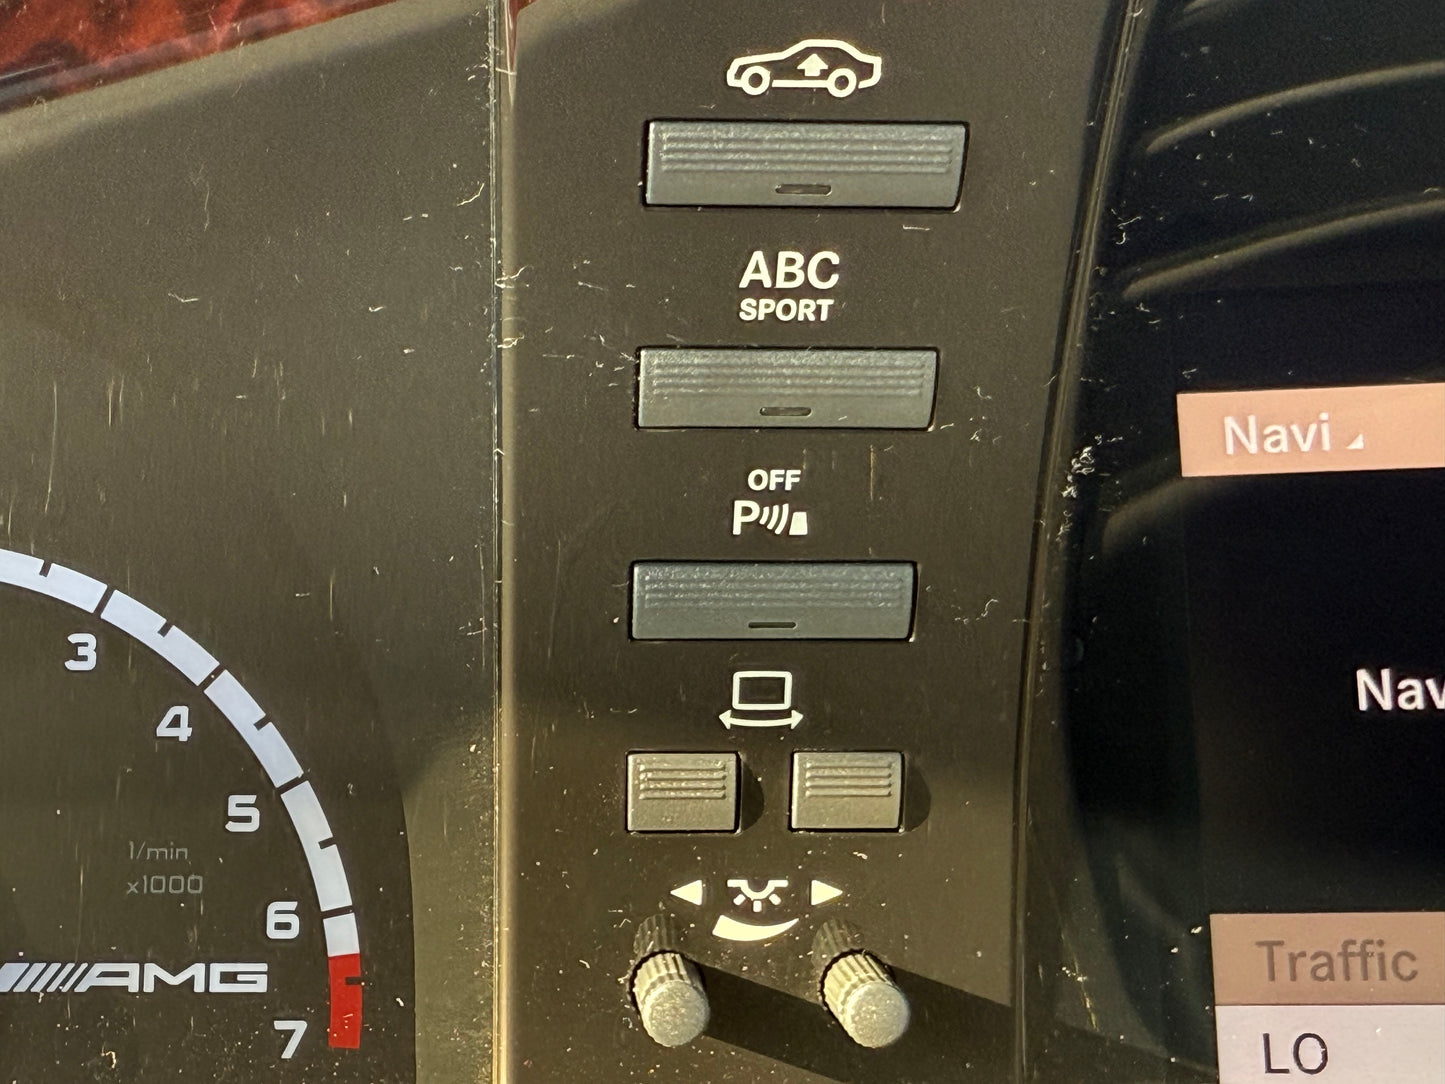 ABC
SPORT
OFF
P
Navi
Nav
3
4
5
1/min
x1000
6
AMG
7
Traffic
LO